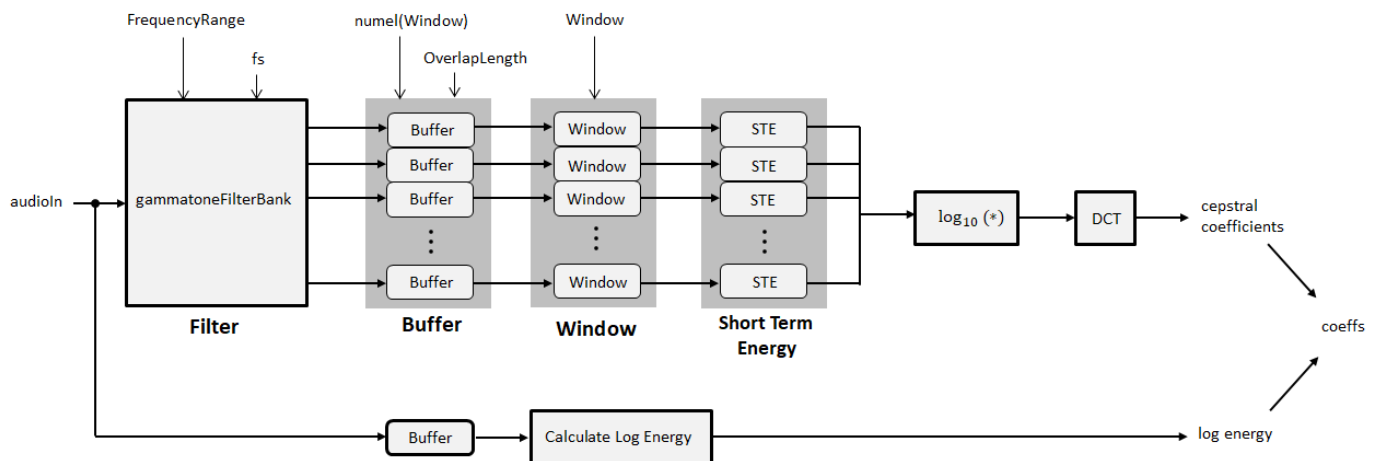 FrequencyRange
numel(Window)
Window
fs
OverlapLength
Buffer
Window
STE
Buffer
Window
STE
audioIn
gammatoneFilterBank
Buffer
Window
STE
log₁₀ (*)
DCT
cepstral
coefficients
Buffer
Window
STE
Filter
Buffer
Window
Short Term
Energy
coeffs
Buffer
Calculate Log Energy
log energy